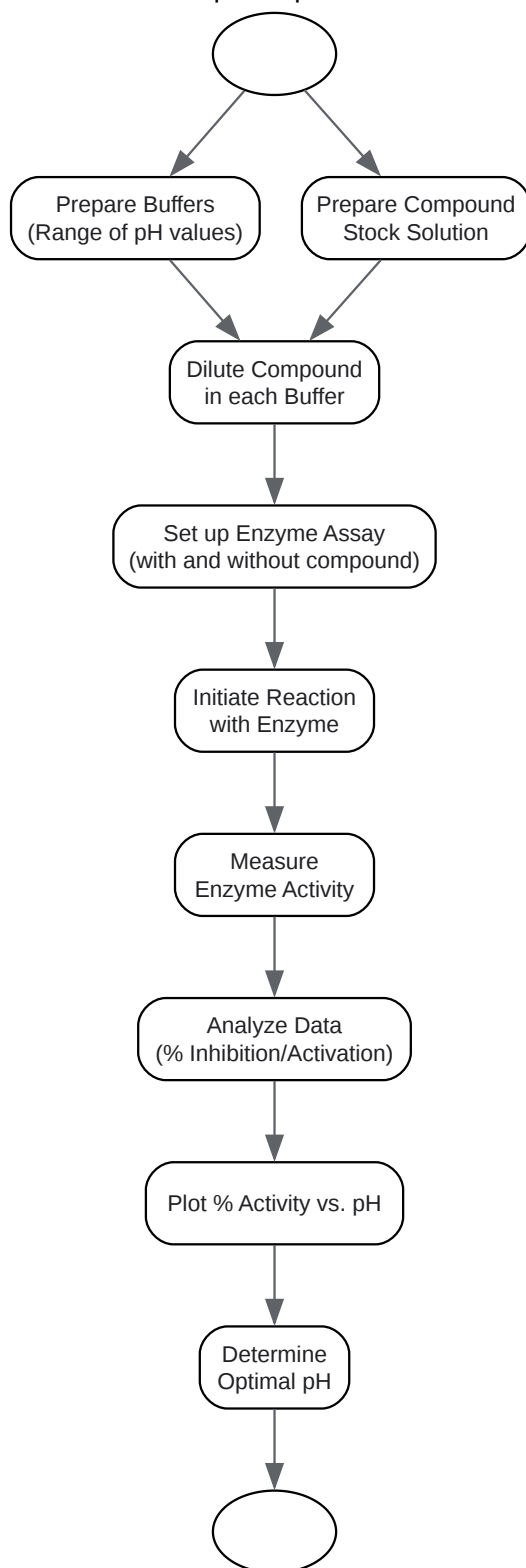 Prepare Buffers
(Range of pH values)
Prepare Compound
Stock Solution
Dilute Compound
in each Buffer
Set up Enzyme Assay
(with and without compound)
Initiate Reaction
with Enzyme
Measure
Enzyme Activity
Analyze Data
(% Inhibition/Activation)
Plot % Activity vs. pH
Determine
Optimal pH